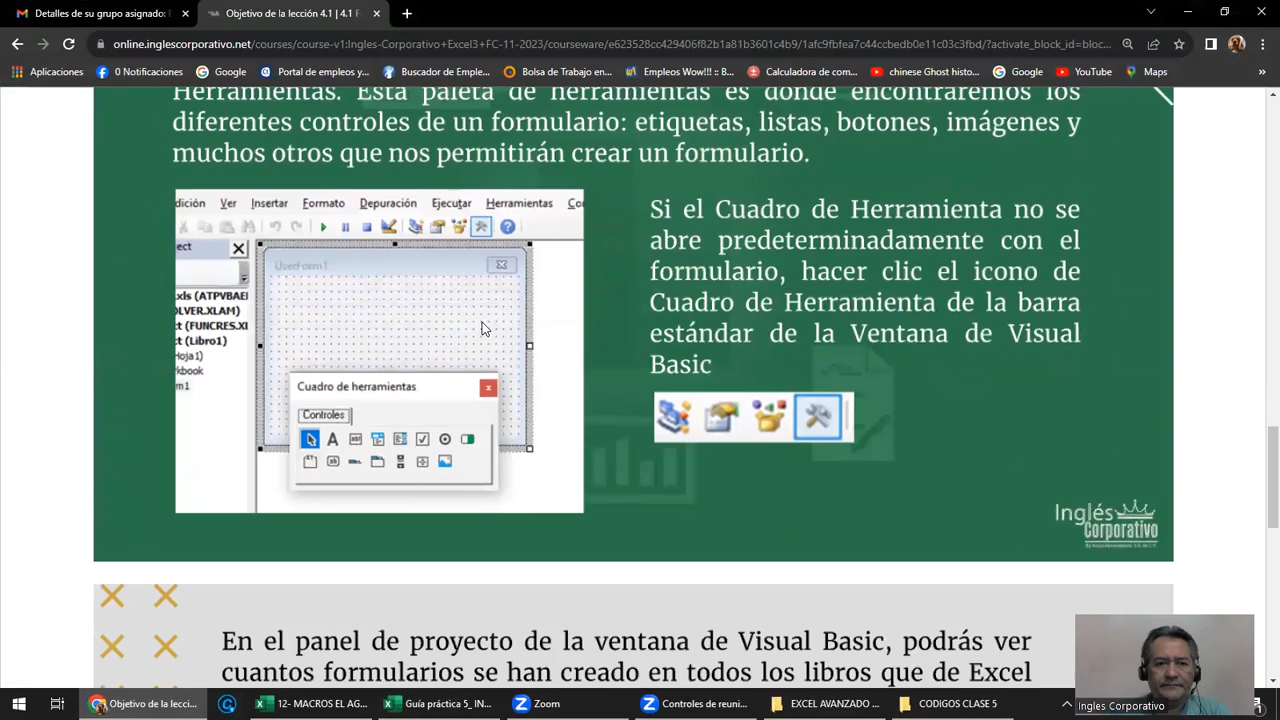 Detalles de su grupo asignado:
Objetivo de la lección 4.1 | 4.1 F
online.inglescorporativo.net/courses/course-v1:Ingles-Corporativo+Excel3+FC-11-2023/courseware/e623528cc429406f82b1a81b3601c4b9/1afc9fbfea7c44ccbedb0e11c03c3fbd/?activate_block_id=bloc...
Aplicaciones
0 Notificaciones
Google
Portal de empleos y...
Buscador de Emple...
Bolsa de Trabajo en...
Empleos Wow!!! :: B...
Calculadora de com...
chinese Ghost histo...
Google
YouTube
Maps
Herramientas. Esta paleta de herramientas es donde encontraremos los
diferentes controles de un formulario: etiquetas, listas, botones, imágenes y
muchos otros que nos permitirán crear un formulario.
dición Ver Insertar Formato Depuración Ejecutar Herramientas Co
ect
UserForm1
.xls (ATPVBAEI
OLVER.XLAM)
ct (FUNCRES.XI
ct (Libro1)
Hoja1)
rkbook
m1
Cuadro de herramientas
Controles
Si el Cuadro de Herramienta no se
abre predeterminadamente con el
formulario, hacer clic el icono de
Cuadro de Herramienta de la barra
estándar de la Ventana de Visual
Basic
Inglés
Corporativo
En el panel de proyecto de la ventana de Visual Basic, podrás ver
cuantos formularios se han creado en todos los libros que de Excel
Ingles Corporativo
Objetivo de la lecci...
12- MACROS EL AG...
Guía práctica 5_ IN...
Zoom
Controles de reuni...
EXCEL AVANZADO ...
CODIGOS CLASE 5